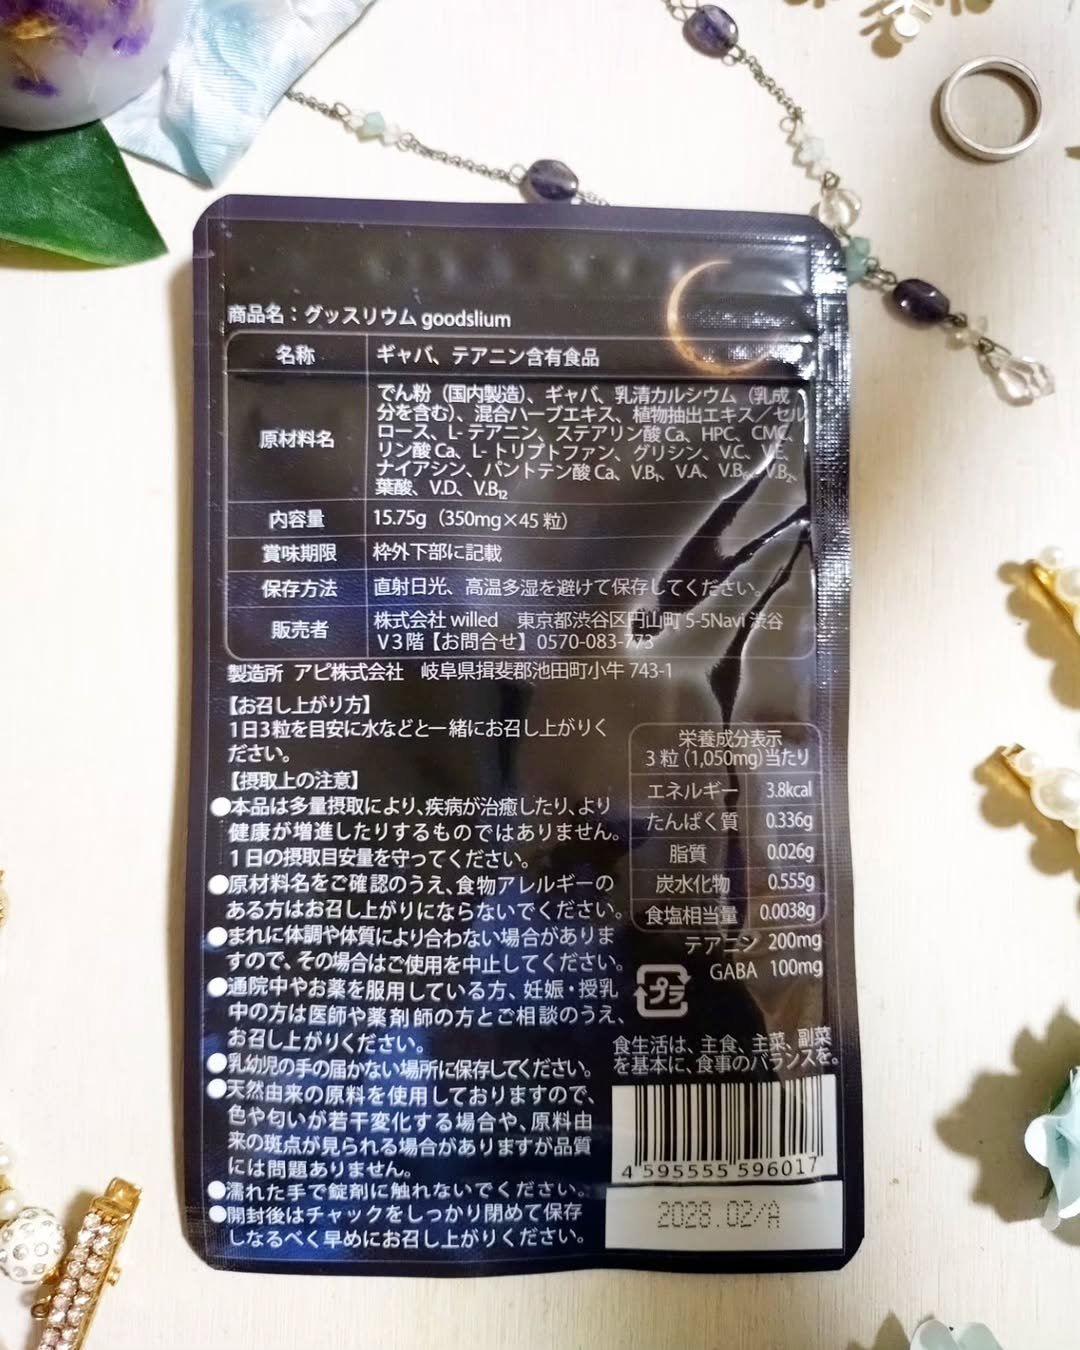 商品名：グッスリウム goodslium
名称 ギャバ、テアニン含有食品
原材料名
でん粉（国内製造）、ギャバ、乳清カルシウム（乳成
分を含む）、混合ハーブエキス、植物抽出エキス／セル
ロース、L- テアニン、ステアリン酸 Ca、HPC、CMC、
リン酸 Ca、L- トリプトファン、グリシン、V.C、V.E、
ナイアシン、パントテン酸 Ca、V.B₁、V.A、V.B₆、V.B₂、
葉酸、V.D、V.B₁₂
内容量 15.75g（350mg×45 粒）
賞味期限 枠外下部に記載
保存方法 直射日光、高温多湿を避けて保存してください。
販売者
株式会社 willed 東京都渋谷区円山町 5-5Navi 渋谷
Ⅴ３階【お問合せ】0570-083-773
製造所 アピ株式会社 岐阜県揖斐郡池田町小牛 743-1
【お召し上がり方】
1日3粒を目安に水などと一緒にお召し上がりく
ださい。
【摂取上の注意】
●本品は多量摂取により、疾病が治癒したり、より
健康が増進したりするものではありません。
１日の摂取目安量を守ってください。
●原材料名をご確認のうえ、食物アレルギーの
ある方はお召し上がりにならないでください。
●まれに体調や体質により合わない場合がありま
すので、その場合はご使用を中止してください。
●通院中やお薬を服用している方、妊娠・授乳
中の方は医師や薬剤師の方とご相談のうえ、
お召し上がりください。
●乳幼児の手の届かない場所に保存してください。
●天然由来の原料を使用しておりますので、
色や匂いが若干変化する場合や、原料由
来の斑点が見られる場合がありますが品質
には問題ありません。
●濡れた手で錠剤に触れないでください。
●開封後はチャックをしっかり閉めて保存
しなるべく早めにお召し上がりください。
栄養成分表示
3 粒（1,050mg）当たり
エネルギー 3.8kcal
たんぱく質 0.336g
脂質 0.026g
炭水化物 0.555g
食塩相当量 0.0038g
テアニン 200mg
GABA 100mg
プラ
食生活は、主食、主菜、副菜
を基本に、食事のバランスを。
4 595555 596017
2028.02/A